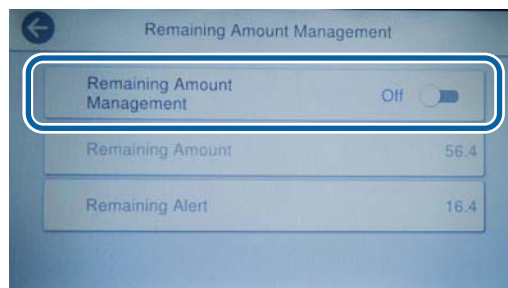 Remaining Amount Management
Remaining Amount
Management
Off
Remaining Amount
56.4
Remaining Alert
16.4